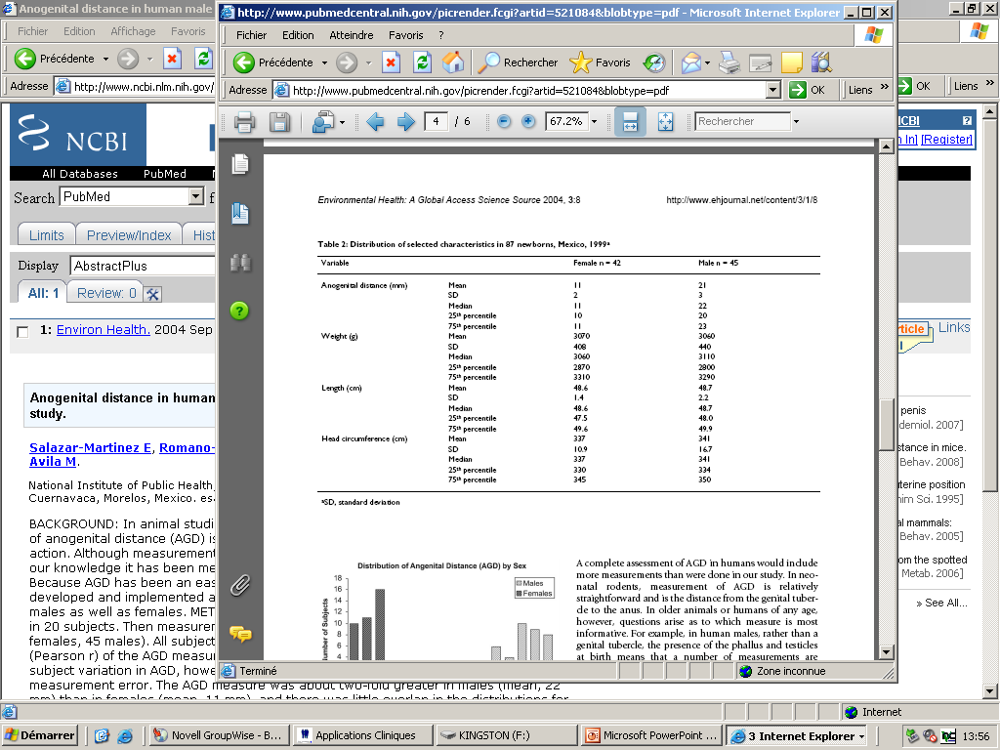 Anogenital distance in human male
Fichier Edition Affichage Favoris
Précédente
Adresse http://www.ncbi.nlm.nih.gov/
OK Liens »
NCBI
NCBI
[Register]
All Databases PubMed
Search PubMed
Limits Preview/Index Hist
Display AbstractPlus
All: 1 Review: 0
1: Environ Health. 2004 Sep
Links
Anogenital distance in human
study.
Salazar-Martinez E, Romano-
Avila M.
National Institute of Public Health,
Cuernavaca, Morelos, Mexico. es
BACKGROUND: In animal studi
of anogenital distance (AGD) is
action. Although measurement
our knowledge it has been me
Because AGD has been an eas
developed and implemented a
males as well as females. MET
in 20 subjects. Then measurem
females, 45 males). All subject
(Pearson r) of the AGD measu
subject variation in AGD, howe
measurement error. The AGD measure was about two-fold greater in males (mean, 22
mm) than in females (mean, 11 mm), and there was little overlap in the distributions for
penis
demiol. 2007]
stance in mice.
Behav. 2008]
uterine position
im Sci. 1995]
al mammals:
Behav. 2005]
om the spotted
Metab. 2006]
» See All...
http://www.pubmedcentral.nih.gov/picrender.fcgi?artid=521084&blobtype=pdf - Microsoft Internet Explorer
Fichier Edition Atteindre Favoris ?
Précédente Rechercher Favoris
Adresse http://www.pubmedcentral.nih.gov/picrender.fcgi?artid=521084&blobtype=pdf OK Liens »
4 / 6 67.2% Rechercher
Environmental Health: A Global Access Science Source 2004, 3:8 http://www.ehjournal.net/content/3/1/8
Table 2: Distribution of selected characteristics in 87 newborns, Mexico, 1999ᵃ
Variable Female n = 42 Male n = 45
Anogenital distance (mm) Mean 11 21
SD 2 3
Median 11 22
25th percentile 10 20
75th percentile 11 23
Weight (g) Mean 3070 3060
SD 408 440
Median 3060 3110
25th percentile 2870 2800
75th percentile 3310 3290
Length (cm) Mean 48.6 48.7
SD 1.4 2.2
Median 48.6 48.7
25th percentile 47.5 48.0
75th percentile 49.6 49.9
Head circumference (cm) Mean 337 341
SD 10.9 16.7
Median 337 341
25th percentile 330 334
75th percentile 345 350
ᵃSD, standard deviation
Distribution of Angenital Distance (AGD) by Sex
Males
Females
18
16
14
12
10
8
6
4
umber of Subjects
A complete assessment of AGD in humans would include
more measurements than were done in our study. In neo-
natal rodents, measurement of AGD is relatively
straightforward and is the distance from the genital tuber-
cle to the anus. In older animals or humans of any age,
however, questions arise as to which measure is most
informative. For example, in human males, rather than a
genital tubercle, the presence of the phallus and testicles
at birth means that a number of measurements are
Terminé Zone inconnue
Internet
Démarrer Novell GroupWise - B... Applications Cliniques KINGSTON (F:) Microsoft PowerPoint ... 3 Internet Explorer 13:56